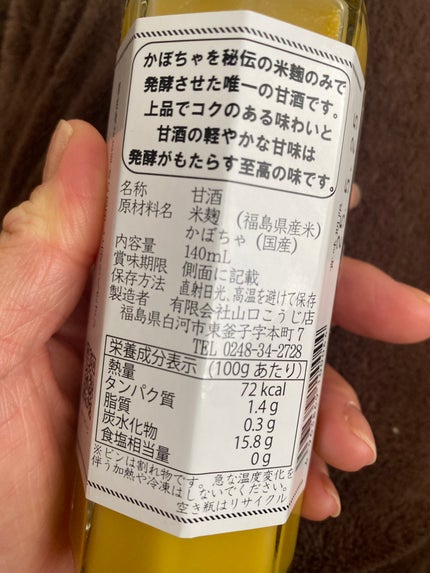 かぼちゃを秘伝の米麹のみで
発酵させた唯一の甘酒です。
上品でコクのある味わいと
甘酒の軽やかな甘味は
発酵がもたらす至高の味です。
名称 甘酒
原材料名 米麹 (福島県産米)
かぼちゃ (国産)
内容量 140mL
賞味期限 側面に記載
保存方法 直射日光、高温を避けて保存
製造者 有限会社山口こうじ店
福島県白河市東釜子字本町7
TEL 0248-34-2728
栄養成分表示 (100gあたり)
熱量 72 kcal
タンパク質 1.4 g
脂質 0.3 g
炭水化物 15.8 g
食塩相当量 0 g
※ビンは割れ物です。急な温度変化を
伴う加熱や冷凍はしないでください。
空き瓶はリサイクル